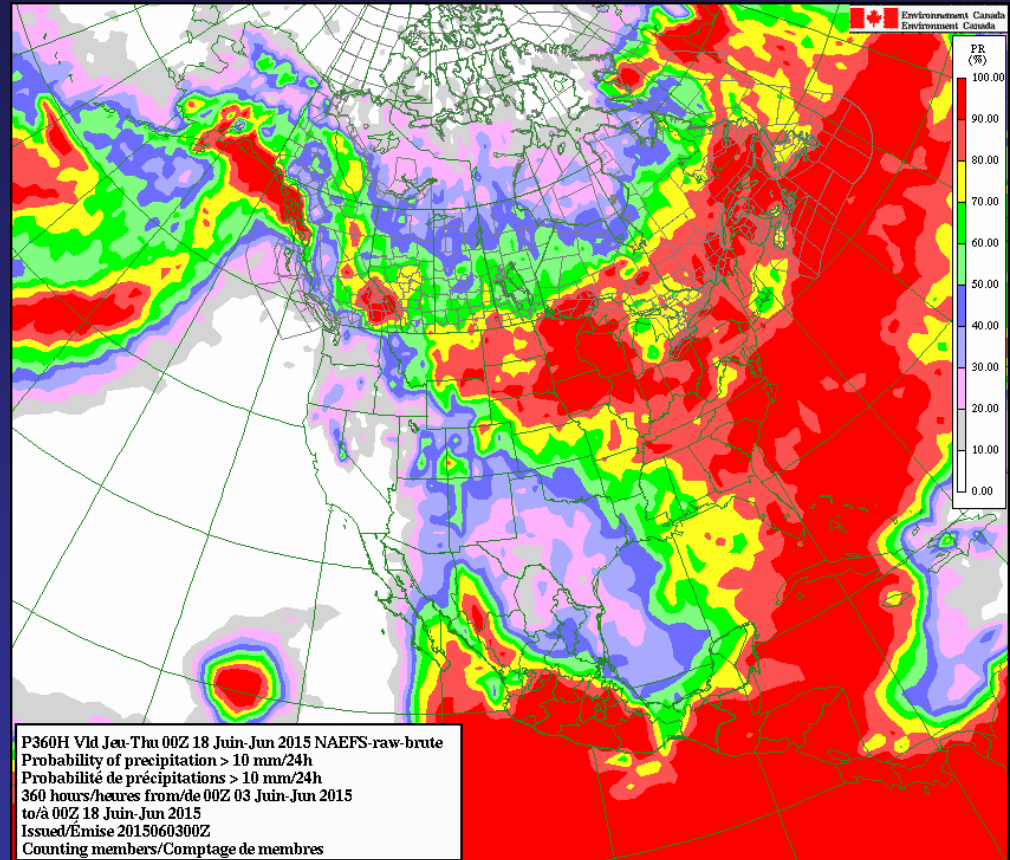 Environnement Canada
Environment Canada
PR
(%)
100.00
90.00
80.00
70.00
60.00
50.00
40.00
30.00
20.00
10.00
0.00
P360H Vld Jeu-Thu 00Z 18 Juin-Jun 2015 NAEFS-raw-brute
Probability of precipitation > 10 mm/24h
Probabilité de précipitations > 10 mm/24h
360 hours/heures from/de 00Z 03 Juin-Jun 2015
to/à 00Z 18 Juin-Jun 2015
Issued/Émise 2015060300Z
Counting members/Comptage de membres